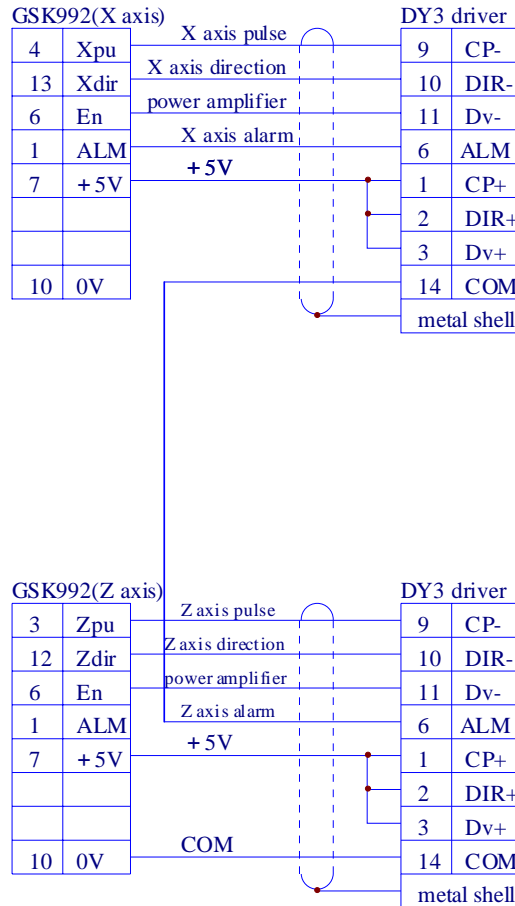 GSK992(X axis) DY3 driver
4 Xpu X axis pulse 9 CP-
13 Xdir X axis direction 10 DIR-
6 En power amplifier 11 Dv-
1 ALM X axis alarm 6 ALM
7 +5V +5V 1 CP+
2 DIR+
3 Dv+
10 0V 14 COM
metal shell
GSK992(Z axis) DY3 driver
3 Zpu Z axis pulse 9 CP-
12 Zdir Z axis direction 10 DIR-
6 En power amplifier 11 Dv-
1 ALM Z axis alarm 6 ALM
7 +5V +5V 1 CP+
2 DIR+
3 Dv+
10 0V COM 14 COM
metal shell